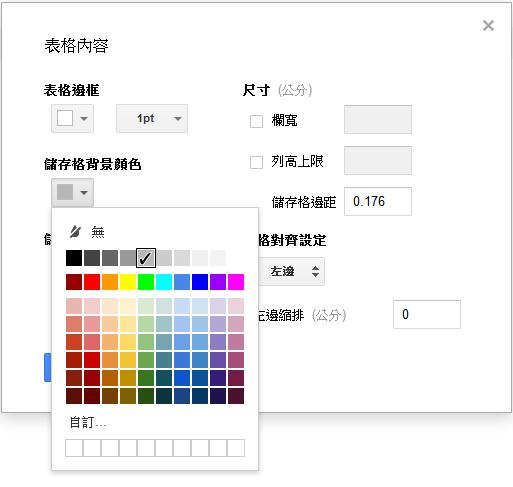 表格內容
表格邊框
1pt
尺寸 (公分)
欄寬
列高上限
儲存格邊距 0.176
儲存格背景顏色
無
格對齊設定
左邊
左邊縮排 (公分) 0
自訂...